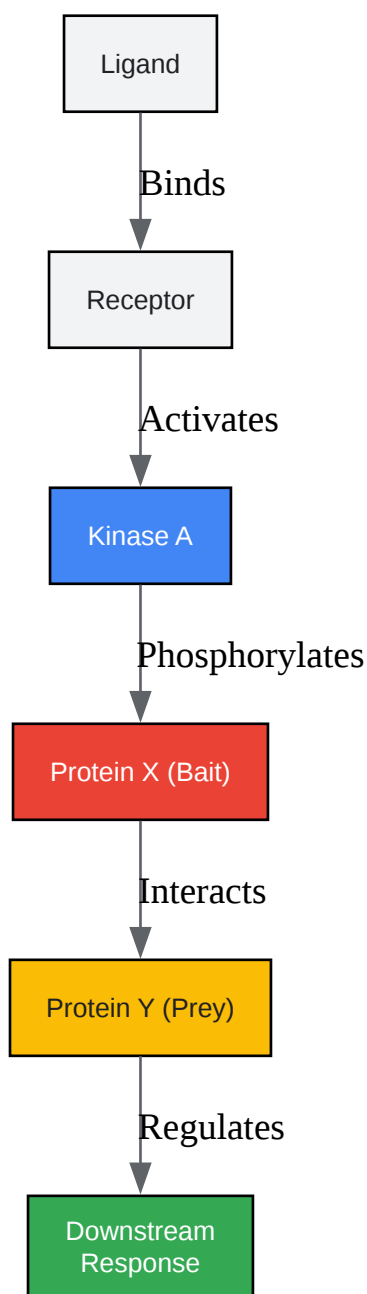 Ligand
Binds
Receptor
Activates
Kinase A
Phosphorylates
Protein X (Bait)
Interacts
Protein Y (Prey)
Regulates
Downstream
Response